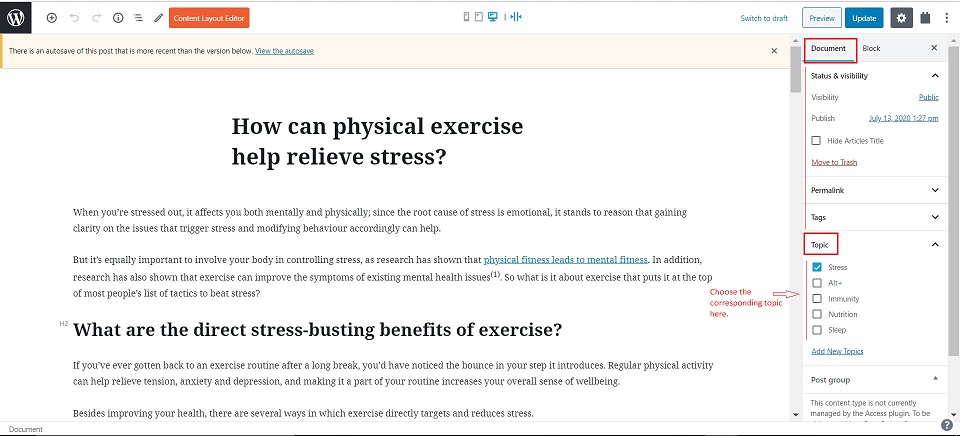 Content Layout Editor
Switch to draft
Preview
Update
There is an autosave of this post that is more recent than the version below. View the autosave
How can physical exercise
help relieve stress?
When you're stressed out, it affects you both mentally and physically; since the root cause of stress is emotional, it stands to reason that gaining
clarity on the issues that trigger stress and modifying behaviour accordingly can help.
But it's equally important to involve your body in controlling stress, as research has shown that physical fitness leads to mental fitness. In addition,
research has also shown that exercise can improve the symptoms of existing mental health issues(1). So what is it about exercise that puts it at the top
of most people's list of tactics to beat stress?
H2
What are the direct stress-busting benefits of exercise?
If you've ever gotten back to an exercise routine after a long break, you'd have noticed the bounce in your step it introduces. Regular physical activity
can help relieve tension, anxiety and depression, and making it a part of your routine increases your overall sense of wellbeing.
Besides improving your health, there are several ways in which exercise directly targets and reduces stress.
Document
Document
Block
Status & visibility
Visibility
Public
Publish
July 13, 2020 1:27 pm
Hide Articles Title
Move to Trash
Permalink
Tags
Topic
Stress
Alt+
Immunity
Nutrition
Sleep
Choose the
corresponding topic
here.
Add New Topics
Post group
This content type is not currently
managed by the Access plugin. To be